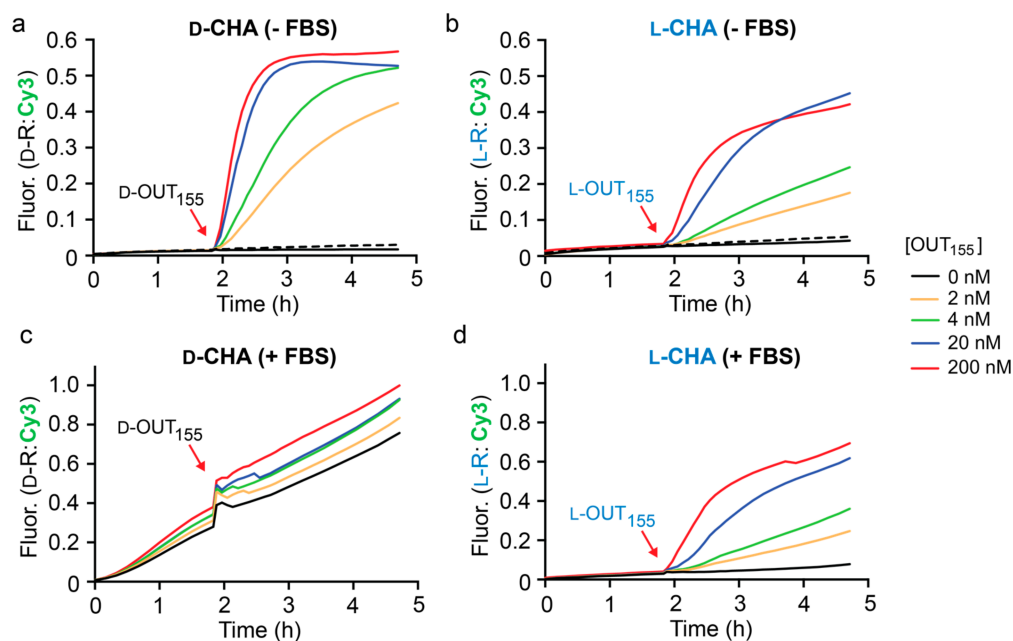 a
D-CHA (- FBS)
Fluor. (D-R:Cy3)
0.6
0.5
0.4
0.3
0.2
0.1
0
D-OUT155
0 1 2 3 4 5
Time (h)
b
L-CHA (- FBS)
Fluor. (L-R:Cy3)
0.6
0.5
0.4
0.3
0.2
0.1
0
L-OUT155
0 1 2 3 4 5
Time (h)
[OUT155]
0 nM
2 nM
4 nM
20 nM
200 nM
c
D-CHA (+ FBS)
Fluor. (D-R:Cy3)
1.0
0.8
0.6
0.4
0.2
0
D-OUT155
0 1 2 3 4 5
Time (h)
d
L-CHA (+ FBS)
Fluor. (L-R:Cy3)
1.0
0.8
0.6
0.4
0.2
0
L-OUT155
0 1 2 3 4 5
Time (h)